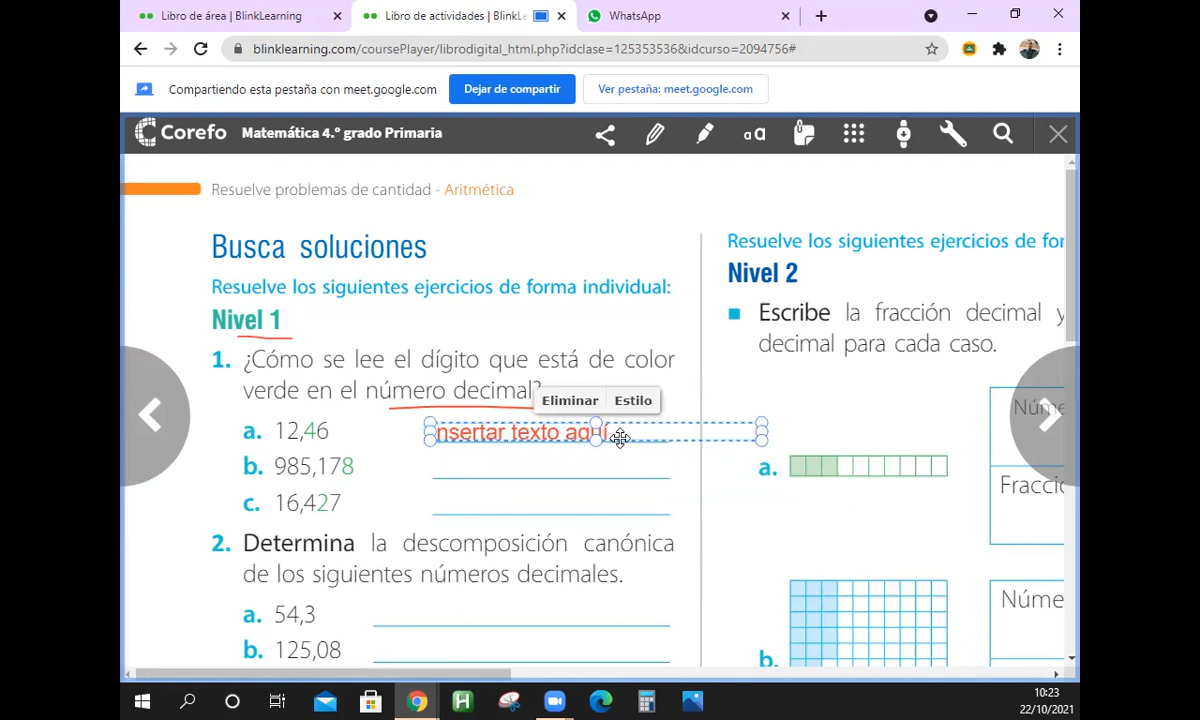 Libro de área | BlinkLearning
Libro de actividades | BlinkLe
WhatsApp
blinklearning.com/coursePlayer/librodigital_html.php?idclase=125353536&idcurso=2094756#
Compartiendo esta pestaña con meet.google.com
Dejar de compartir
Ver pestaña: meet.google.com
Corefo
Matemática 4.º grado Primaria
aa
Resuelve problemas de cantidad - Aritmética
Busca soluciones
Resuelve los siguientes ejercicios de forma individual:
Nivel 1
1. ¿Cómo se lee el dígito que está de color
verde en el número decimal?
Eliminar Estilo
a. 12,46
nsertar texto aquí
b. 985,178
c. 16,427
2. Determina la descomposición canónica
de los siguientes números decimales.
a. 54,3
b. 125,08
Resuelve los siguientes ejercicios de for
Nivel 2
Escribe la fracción decimal y
decimal para cada caso.
Núme
a.
Fracció
Núme
b.
10:23
22/10/2021